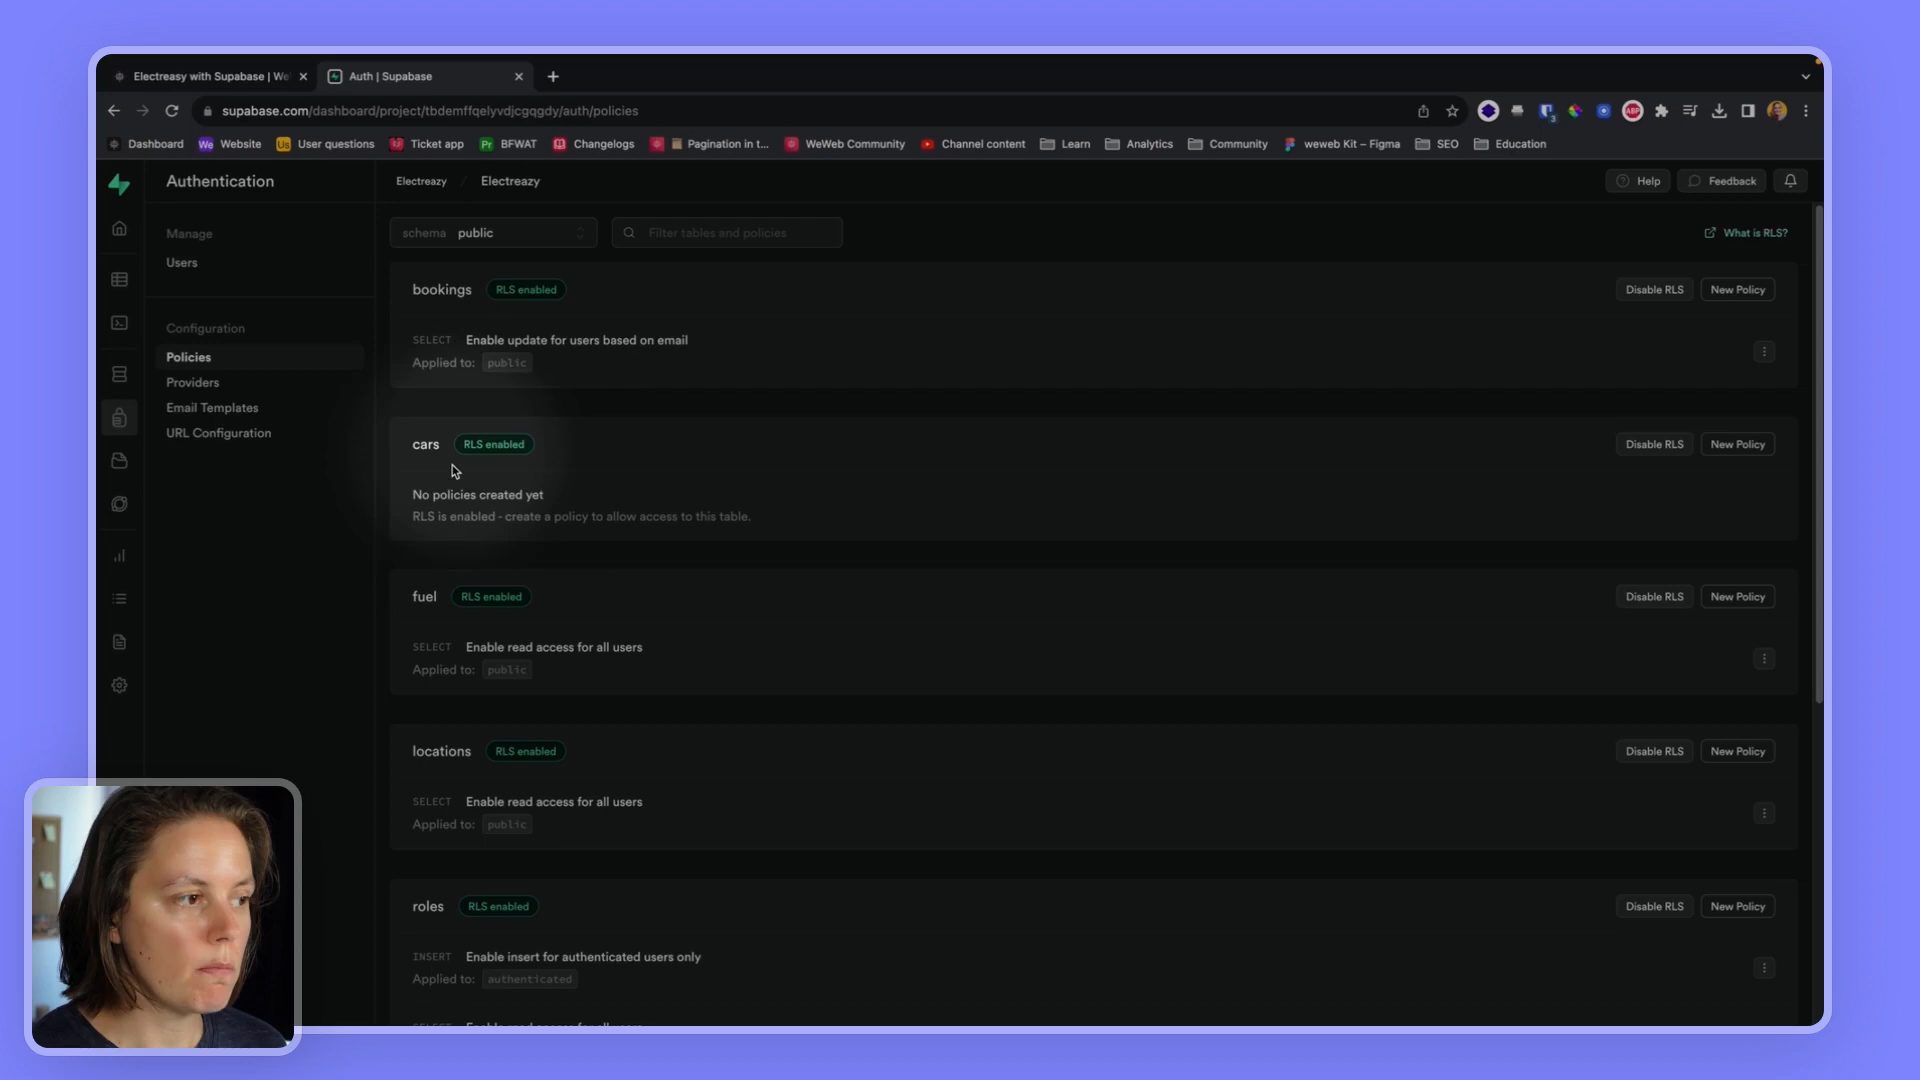 Electreasy with Supabase | We
Auth | Supabase
supabase.com/dashboard/project/tbdemffqelyvdjcgqgdy/auth/policies
ABP
3
Dashboard
We Website
Us User questions
Ticket app
Pr BFWAT
Changelogs
Pagination in t...
WeWeb Community
Channel content
Learn
Analytics
Community
weweb Kit – Figma
SEO
Education
Authentication
Electreazy / Electreazy
Help
Feedback
Manage
Users
Configuration
Policies
Providers
Email Templates
URL Configuration
schema public
Filter tables and policies
What is RLS?
bookings RLS enabled
Disable RLS New Policy
SELECT Enable update for users based on email
Applied to: public
cars RLS enabled
Disable RLS New Policy
No policies created yet
RLS is enabled - create a policy to allow access to this table.
fuel RLS enabled
Disable RLS New Policy
SELECT Enable read access for all users
Applied to: public
locations RLS enabled
Disable RLS New Policy
SELECT Enable read access for all users
Applied to: public
roles RLS enabled
Disable RLS New Policy
INSERT Enable insert for authenticated users only
Applied to: authenticated